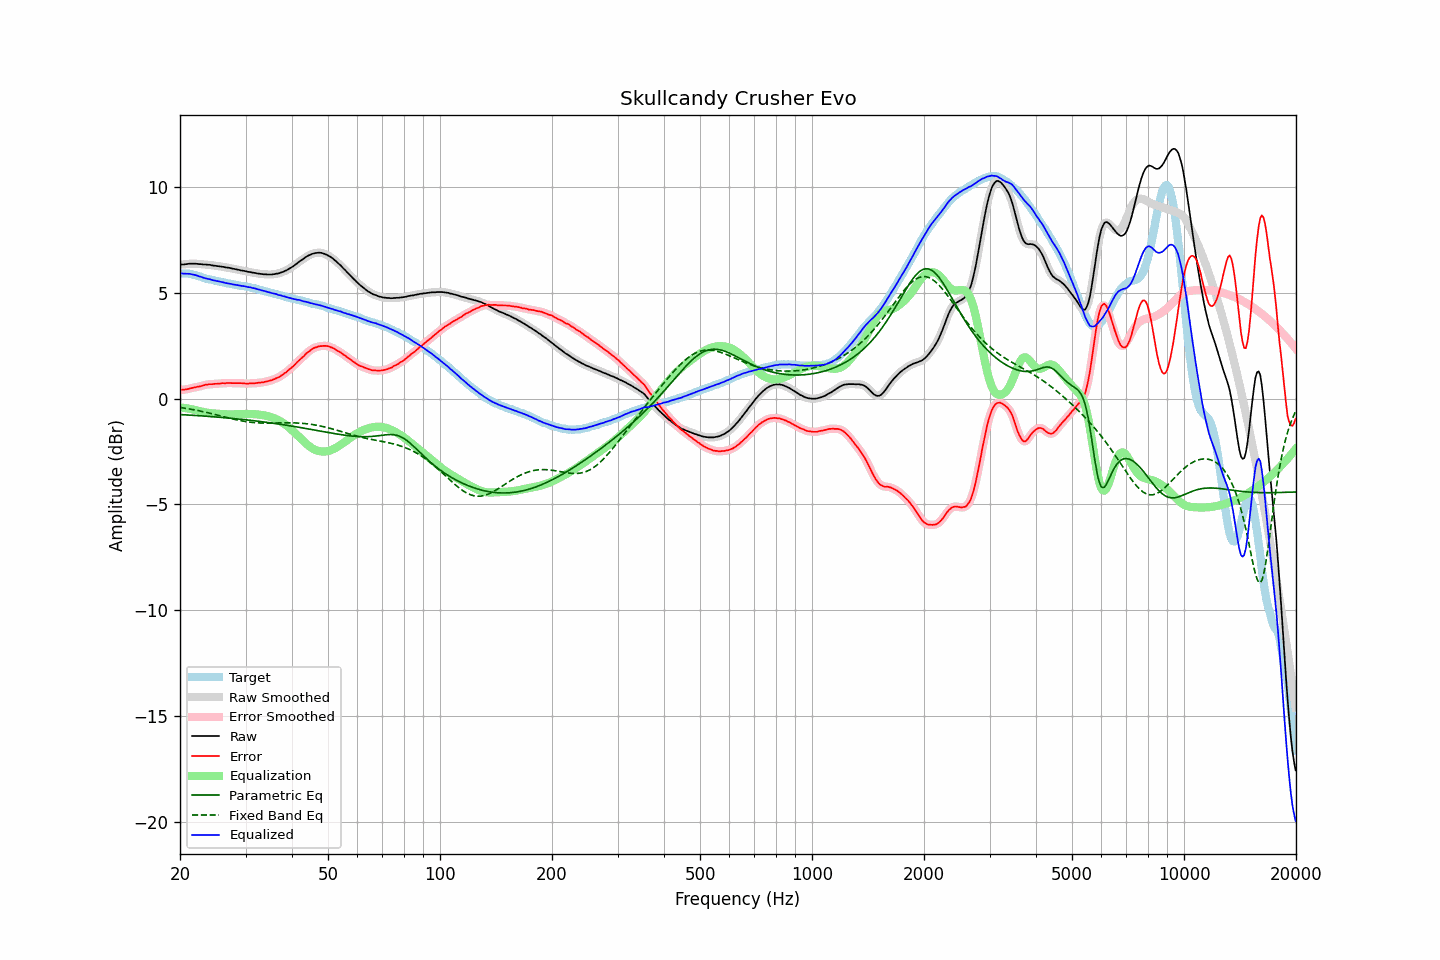 Skullcandy Crusher Evo
Amplitude (dBr)
10
5
0
−5
−10
−15
−20
Target
Raw Smoothed
Error Smoothed
Raw
Error
Equalization
Parametric Eq
Fixed Band Eq
Equalized
20 50 100 200 500 1000 2000 5000 10000 20000
Frequency (Hz)